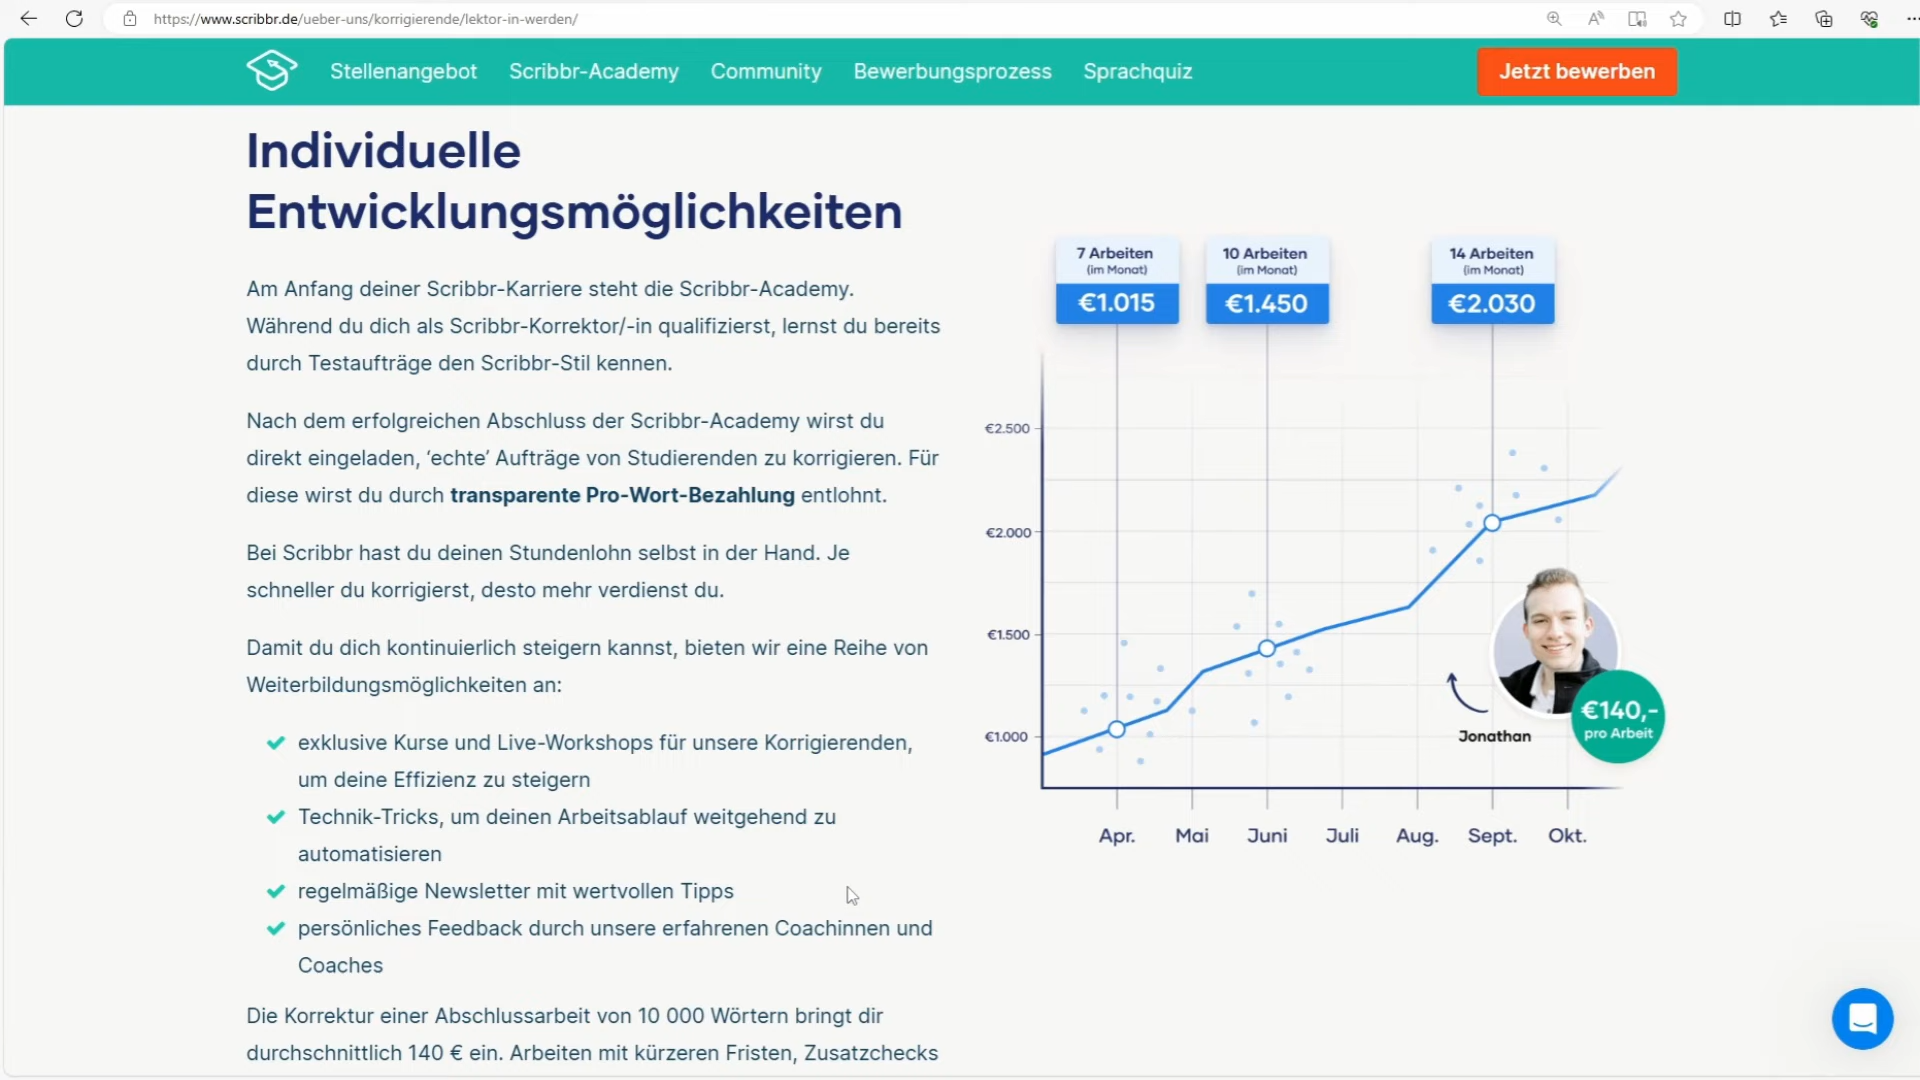 https://www.scribbr.de/ueber-uns/korrigierende/lektor-in-werden/
Stellenangebot Scribbr-Academy Community Bewerbungsprozess Sprachquiz Jetzt bewerben
Individuelle
Entwicklungsmöglichkeiten
Am Anfang deiner Scribbr-Karriere steht die Scribbr-Academy.
Während du dich als Scribbr-Korrektor/-in qualifizierst, lernst du bereits
durch Testaufträge den Scribbr-Stil kennen.
Nach dem erfolgreichen Abschluss der Scribbr-Academy wirst du
direkt eingeladen, ‘echte’ Aufträge von Studierenden zu korrigieren. Für
diese wirst du durch transparente Pro-Wort-Bezahlung entlohnt.
Bei Scribbr hast du deinen Stundenlohn selbst in der Hand. Je
schneller du korrigierst, desto mehr verdienst du.
Damit du dich kontinuierlich steigern kannst, bieten wir eine Reihe von
Weiterbildungsmöglichkeiten an:
exklusive Kurse und Live-Workshops für unsere Korrigierenden,
um deine Effizienz zu steigern
Technik-Tricks, um deinen Arbeitsablauf weitgehend zu
automatisieren
regelmäßige Newsletter mit wertvollen Tipps
persönliches Feedback durch unsere erfahrenen Coachinnen und
Coaches
Die Korrektur einer Abschlussarbeit von 10 000 Wörtern bringt dir
durchschnittlich 140 € ein. Arbeiten mit kürzeren Fristen, Zusatzchecks
7 Arbeiten
(im Monat)
€1.015
10 Arbeiten
(im Monat)
€1.450
14 Arbeiten
(im Monat)
€2.030
€2.500
€2.000
€1.500
€1.000
Jonathan
€140,-
pro Arbeit
Apr. Mai Juni Juli Aug. Sept. Okt.